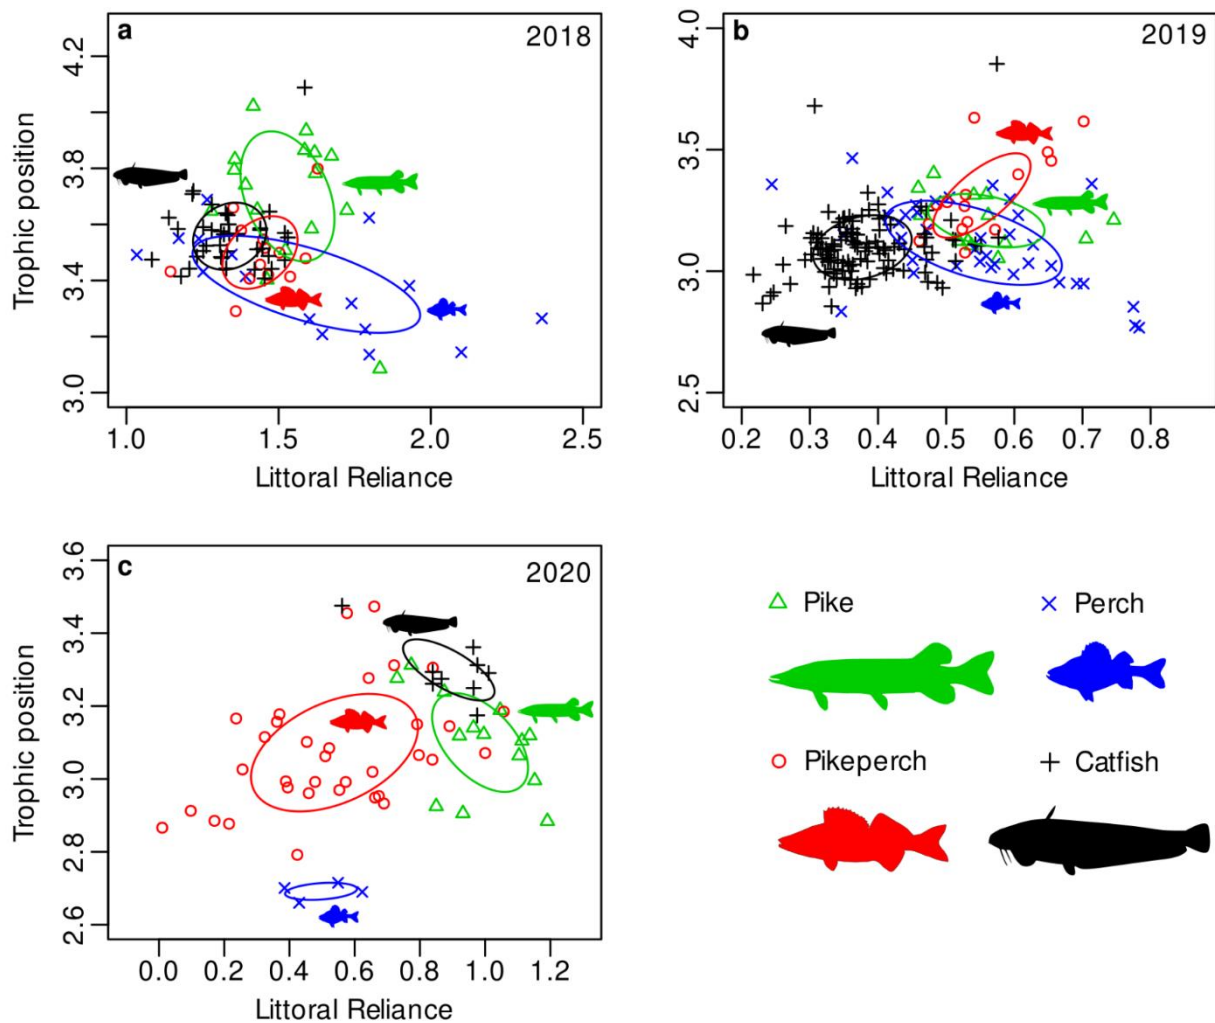 a 2018
Trophic position
4.2
3.8
3.4
3.0
1.0 1.5 2.0 2.5
Littoral Reliance
b 2019
4.0
3.5
3.0
2.5
0.2 0.3 0.4 0.5 0.6 0.7 0.8
Littoral Reliance
c 2020
Trophic position
3.6
3.4
3.2
3.0
2.8
2.6
0.0 0.2 0.4 0.6 0.8 1.0 1.2
Littoral Reliance
Pike Perch
Pikeperch Catfish